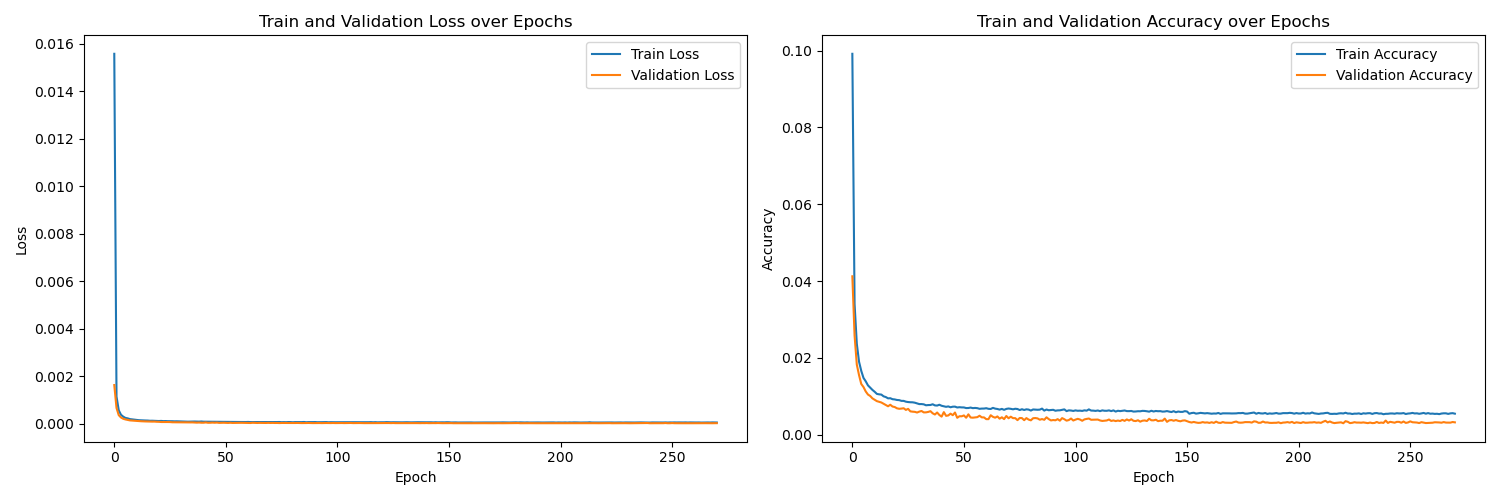 Train and Validation Loss over Epochs
0.016
0.014
0.012
0.010
0.008
0.006
0.004
0.002
0.000
Loss
Train Loss
Validation Loss
0
50
100
150
200
250
Epoch
Train and Validation Accuracy over Epochs
0.10
0.08
0.06
0.04
0.02
0.00
Accuracy
Train Accuracy
Validation Accuracy
0
50
100
150
200
250
Epoch